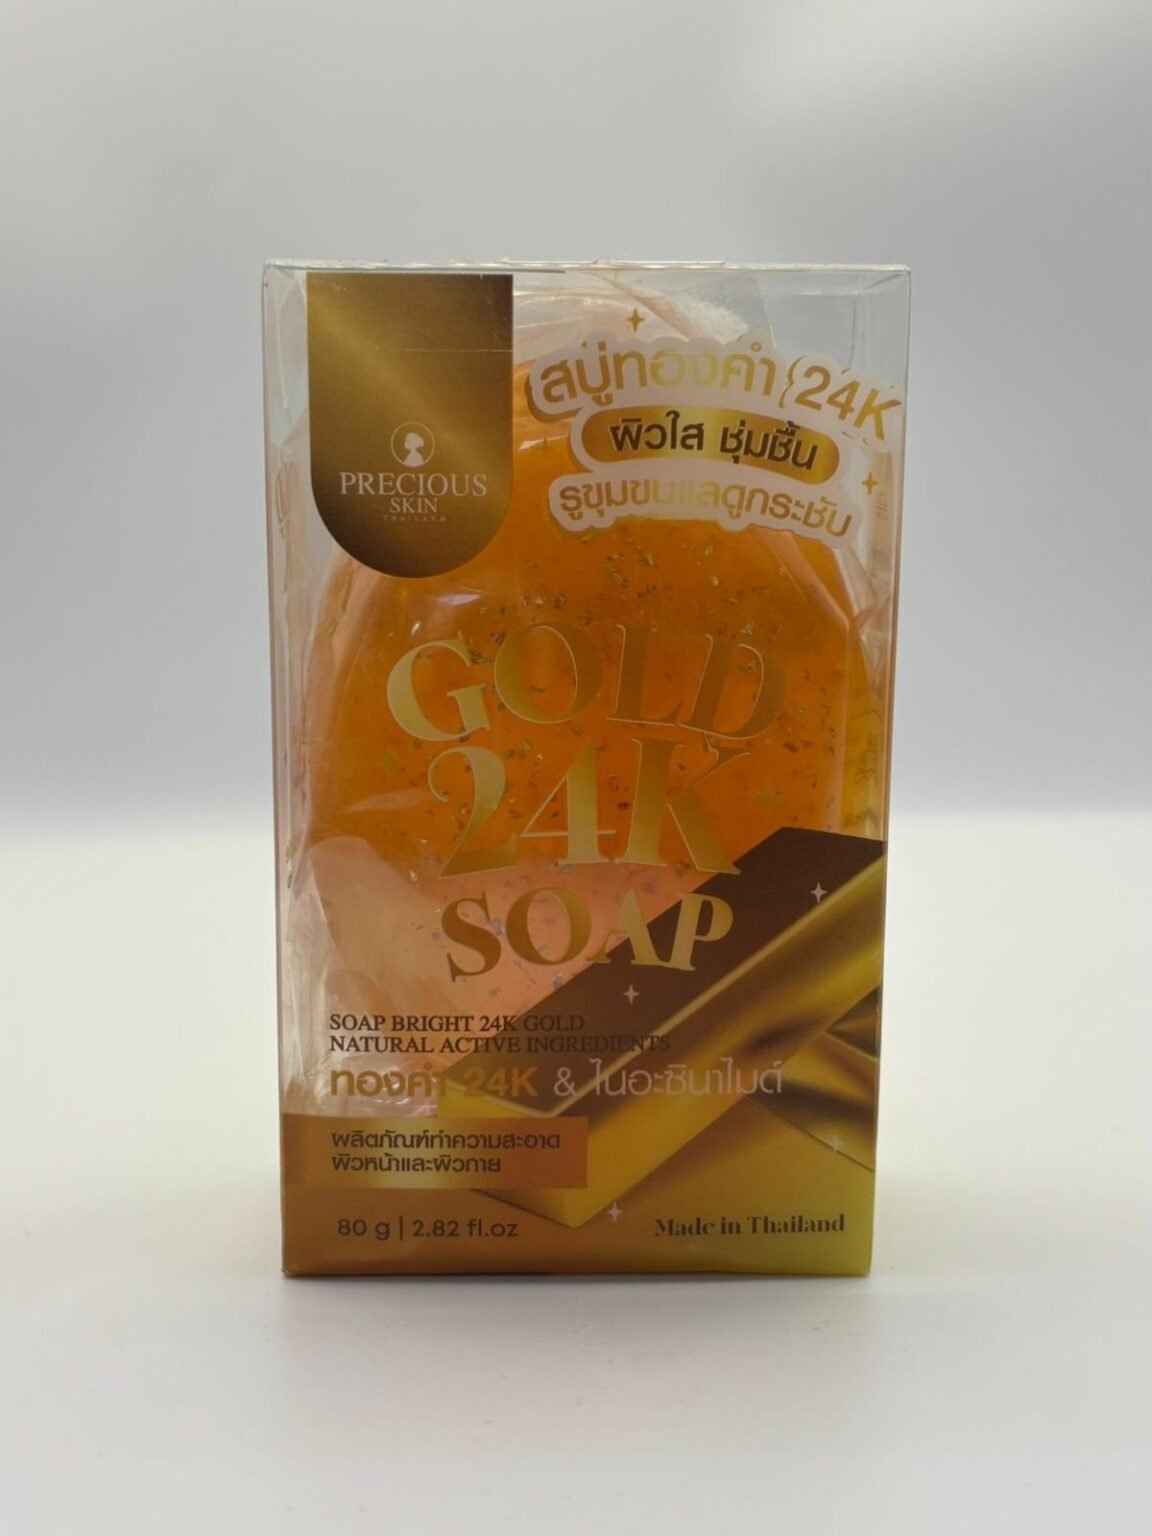 PRECIOUS
SKIN
THAILAND
สบู่ทองคำ 24K
ผิวใส ชุ่มชื้น
รูขุมขนแลดูกระชับ
GOLD
24K
SOAP
SOAP BRIGHT 24K GOLD
NATURAL ACTIVE INGREDIENTS
ทองคำ 24K & ไนอะซินาไมด์
ผลิตภัณฑ์ทำความสะอาด
ผิวหน้าและผิวกาย
80 g | 2.82 fl.oz
Made in Thailand